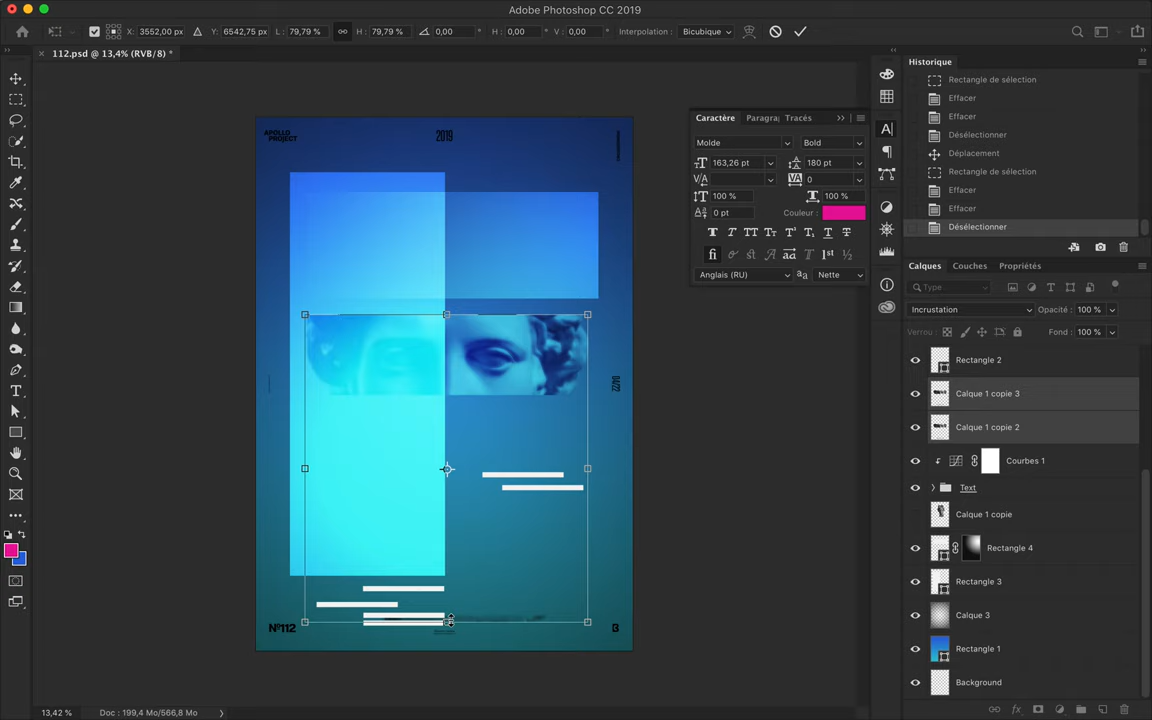 Adobe Photoshop CC 2019
X: 3552,00 px Y: 6542,75 px L: 79,79 % H: 79,79 % 0,00 ° H: 0,00 ° V: 0,00 ° Interpolation : Bicubique
112.psd @ 13,4% (RVB/8) *
APOLLO
PROJECT
2019
04/22
Nº112
B
Caractère Paragra Tracés
Molde Bold
163,26 pt 180 pt
0
100 % 100 %
0 pt Couleur :
Anglais (RU) Nette
Historique
Rectangle de sélection
Effacer
Effacer
Désélectionner
Déplacement
Rectangle de sélection
Effacer
Effacer
Désélectionner
Calques Couches Propriétés
Type
Incrustation Opacité : 100 %
Verrou : Fond : 100 %
Rectangle 2
Calque 1 copie 3
Calque 1 copie 2
Courbes 1
Text
Calque 1 copie
Rectangle 4
Rectangle 3
Calque 3
Rectangle 1
Background
13,42 % Doc : 199,4 Mo/566,8 Mo